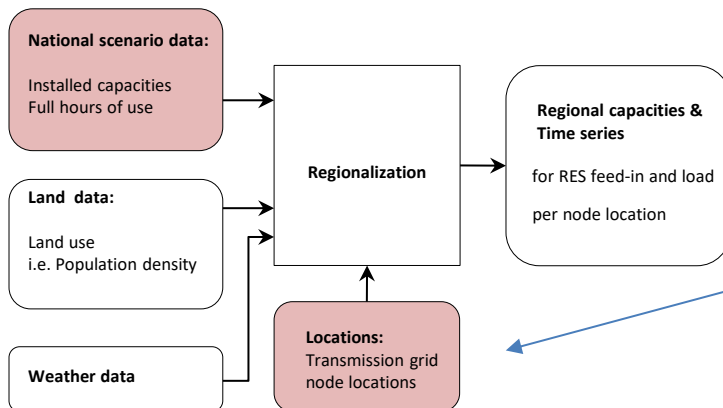 National scenario data:
Installed capacities
Full hours of use
Land data:
Land use
i.e. Population density
Weather data
Regionalization
Locations:
Transmission grid
node locations
Regional capacities &
Time series
for RES feed-in and load
per node location